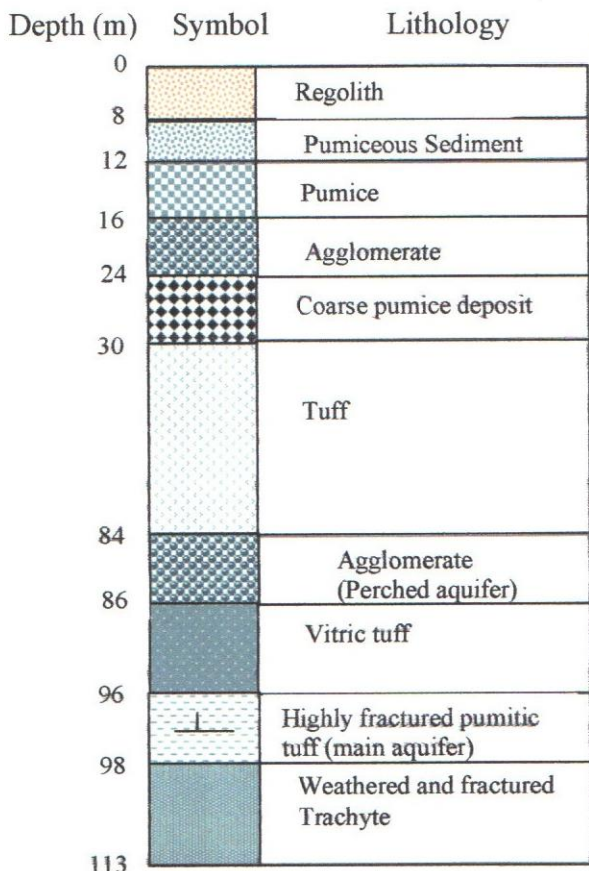 Depth (m) Symbol Lithology
0
Regolith
8
Pumiceous Sediment
12
Pumice
16
Agglomerate
24
Coarse pumice deposit
30
Tuff
84
Agglomerate
(Perched aquifer)
86
Vitric tuff
96
Highly fractured pumitic
tuff (main aquifer)
98
Weathered and fractured
Trachyte
113